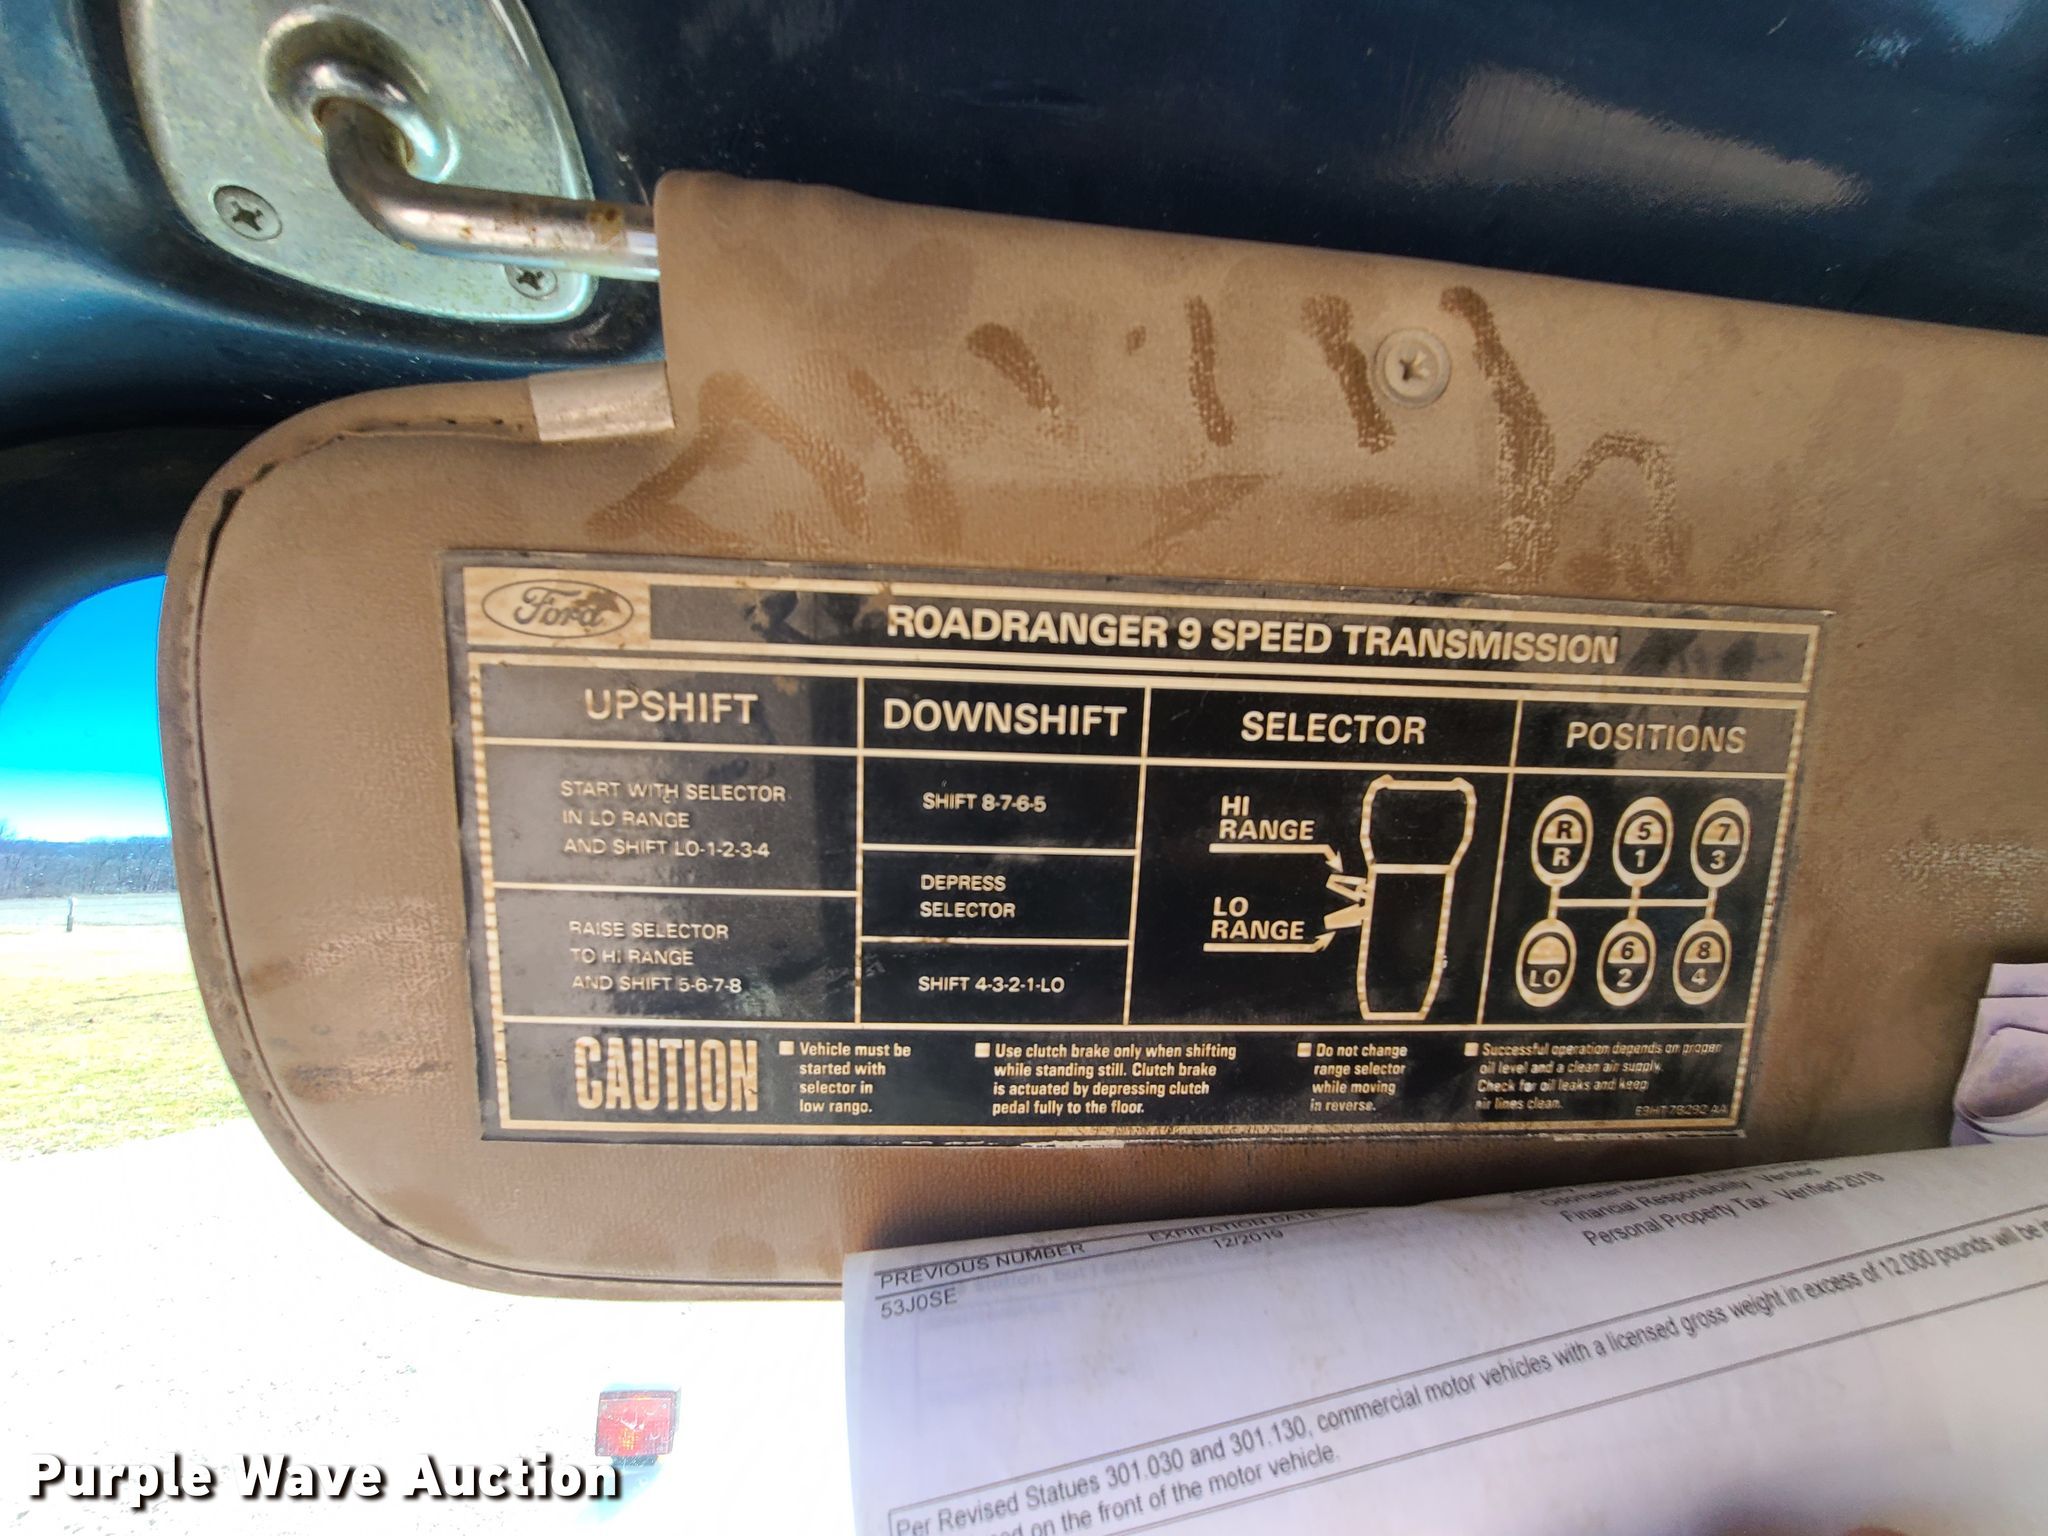 Ford
ROADRANGER 9 SPEED TRANSMISSION
UPSHIFT
DOWNSHIFT
SELECTOR
POSITIONS
START WITH SELECTOR
IN LO RANGE
AND SHIFT LO-1-2-3-4
RAISE SELECTOR
TO HI RANGE
AND SHIFT 5-6-7-8
SHIFT 8-7-6-5
DEPRESS
SELECTOR
SHIFT 4-3-2-1-LO
HI
RANGE
LO
RANGE
R 5 7
R 1 3
6 8
LO 2 4
CAUTION
Vehicle must be
started with
selector in
low range.
Use clutch brake only when shifting
while standing still. Clutch brake
is actuated by depressing clutch
pedal fully to the floor.
Do not change
range selector
while moving
in reverse.
Successful operation depends on proper
oil level and a clean air supply.
Check for oil leaks and keep
air lines clean.
E3HT-7B292 AA
Financial Responsibility Verified
Personal Property Tax Verified 2018
PREVIOUS NUMBER
EXPIRATION DATE
53J0SE
12/2019
Per Revised Statues 301.030 and 301.130, commercial motor vehicles with a licensed gross weight in excess of 12,000 pounds will be
on the front of the motor vehicle.
Purple Wave Auction